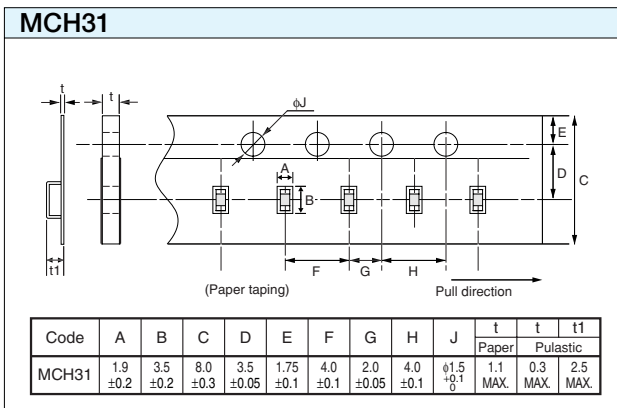 MCH31
t
t
ϕJ
E
A
D
C
B
t1
F
G
H
(Paper taping)
Pull direction
Code A B C D E F G H J t t t1
Paper Pulastic
MCH31 1.9 ±0.2 3.5 ±0.2 8.0 ±0.3 3.5 ±0.05 1.75 ±0.1 4.0 ±0.1 2.0 ±0.05 4.0 ±0.1 ϕ1.5 +0.1 0 1.1 MAX. 0.3 MAX. 2.5 MAX.